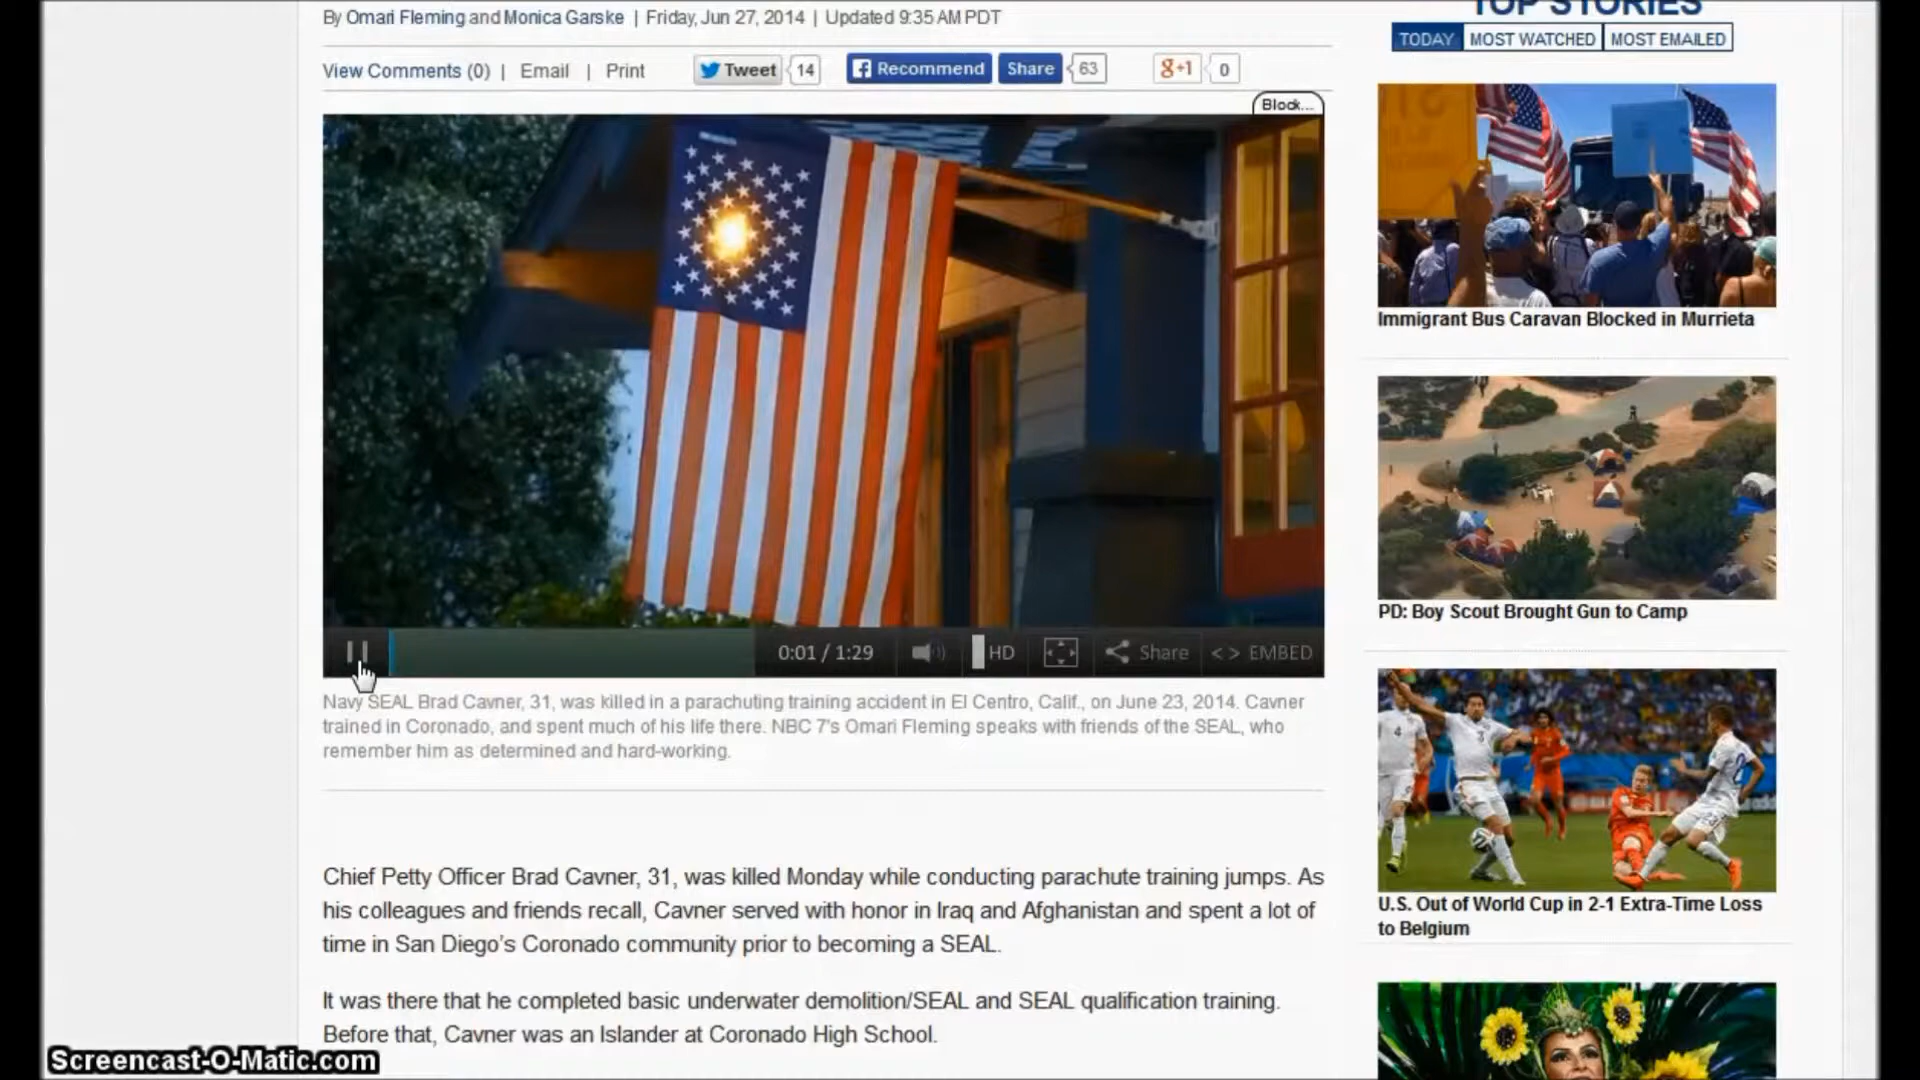 By Omari Fleming and Monica Garske | Friday, Jun 27, 2014 | Updated 9:35 AM PDT
View Comments (0) | Email | Print
Tweet 14
Recommend Share 63
g+1 0
Block...
0:01 / 1:29 HD Share < > EMBED
Navy SEAL Brad Cavner, 31, was killed in a parachuting training accident in El Centro, Calif., on June 23, 2014. Cavner
trained in Coronado, and spent much of his life there. NBC 7's Omari Fleming speaks with friends of the SEAL, who
remember him as determined and hard-working.
Chief Petty Officer Brad Cavner, 31, was killed Monday while conducting parachute training jumps. As
his colleagues and friends recall, Cavner served with honor in Iraq and Afghanistan and spent a lot of
time in San Diego's Coronado community prior to becoming a SEAL.
It was there that he completed basic underwater demolition/SEAL and SEAL qualification training.
Before that, Cavner was an Islander at Coronado High School.
TOP STORIES
TODAY MOST WATCHED MOST EMAILED
Immigrant Bus Caravan Blocked in Murrieta
PD: Boy Scout Brought Gun to Camp
U.S. Out of World Cup in 2-1 Extra-Time Loss
to Belgium
Screencast-O-Matic.com